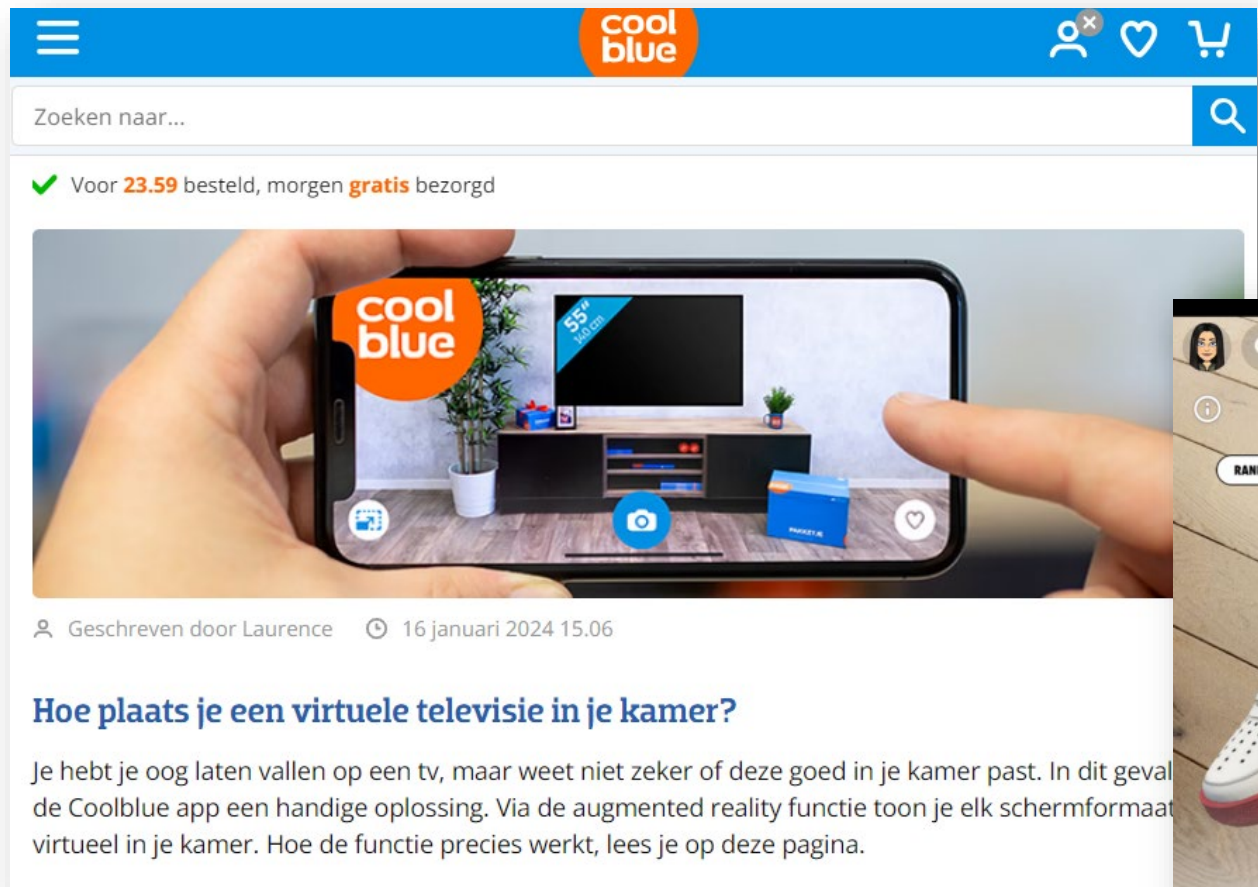 cool
blue
Zoeken naar...
Voor 23.59 besteld, morgen gratis bezorgd
cool
blue
55"
140 cm
PAKKETJE
Geschreven door Laurence
16 januari 2024 15.06
Hoe plaats je een virtuele televisie in je kamer?
Je hebt je oog laten vallen op een tv, maar weet niet zeker of deze goed in je kamer past. In dit geval
de Coolblue app een handige oplossing. Via de augmented reality functie toon je elk schermformaat
virtueel in je kamer. Hoe de functie precies werkt, lees je op deze pagina.